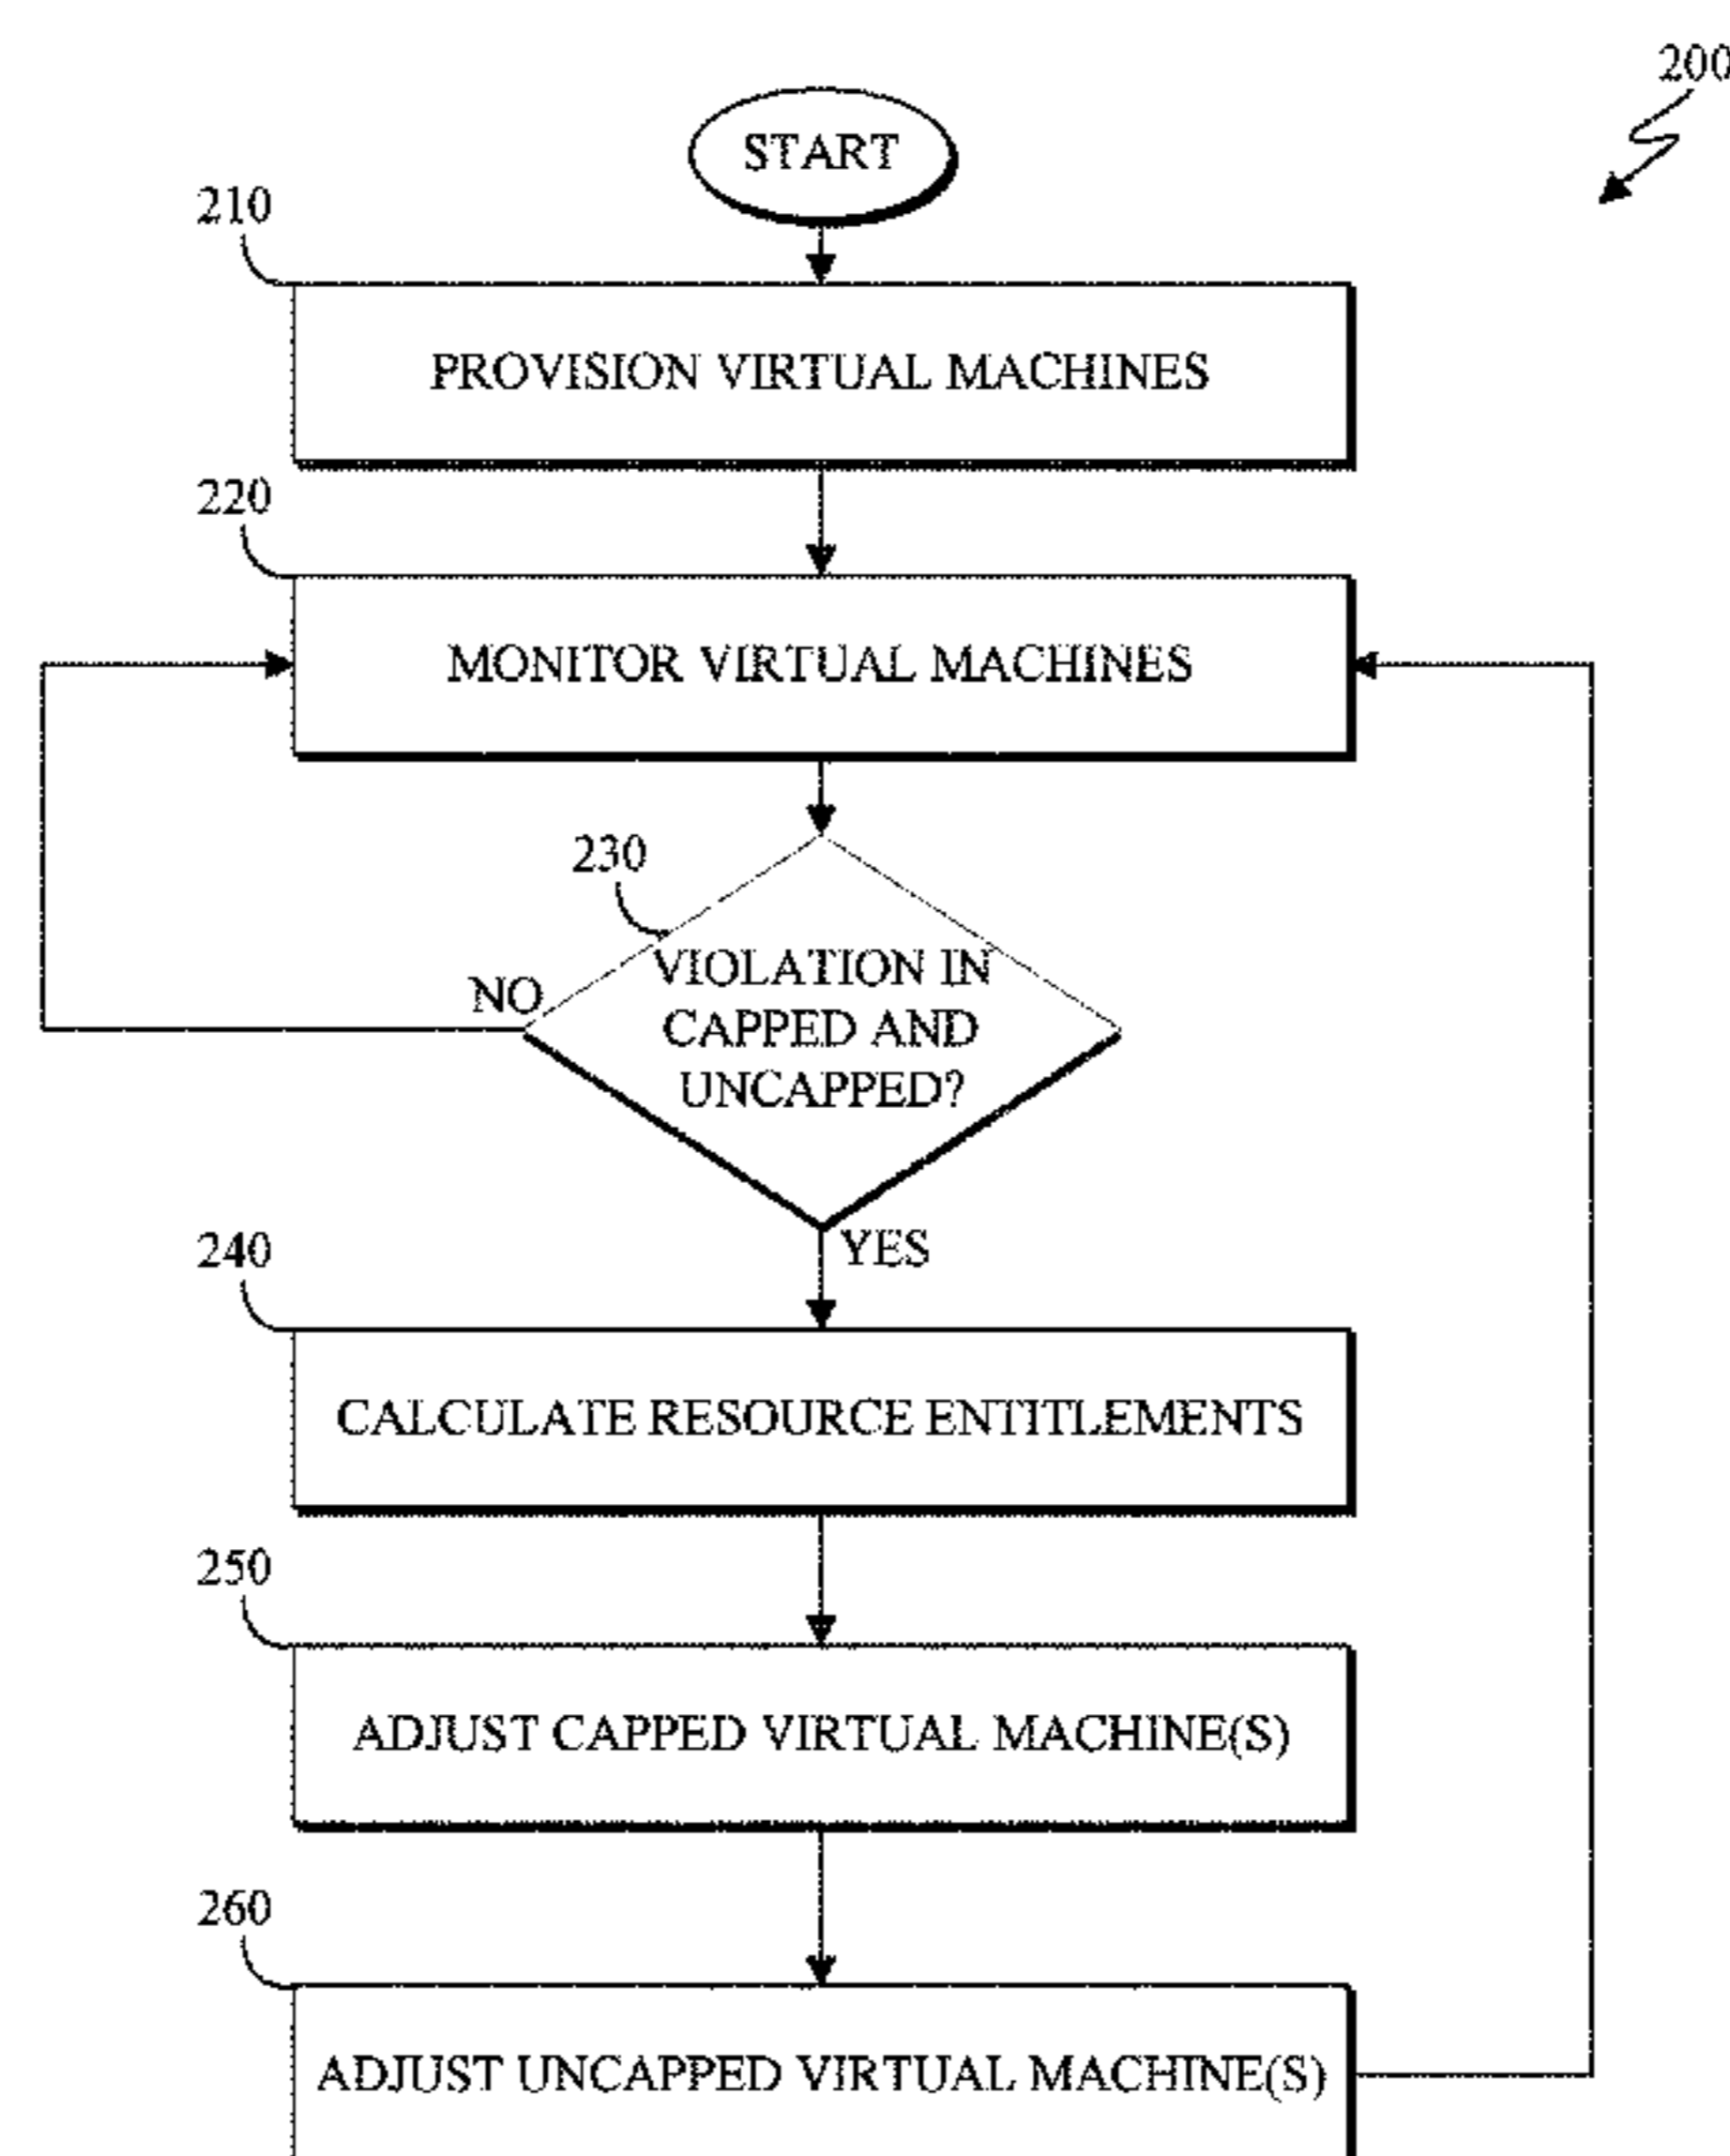 200
START
210
PROVISION VIRTUAL MACHINES
220
MONITOR VIRTUAL MACHINES
230
VIOLATION IN
CAPPED AND
UNCAPPED?
NO
YES
240
CALCULATE RESOURCE ENTITLEMENTS
250
ADJUST CAPPED VIRTUAL MACHINE(S)
260
ADJUST UNCAPPED VIRTUAL MACHINE(S)